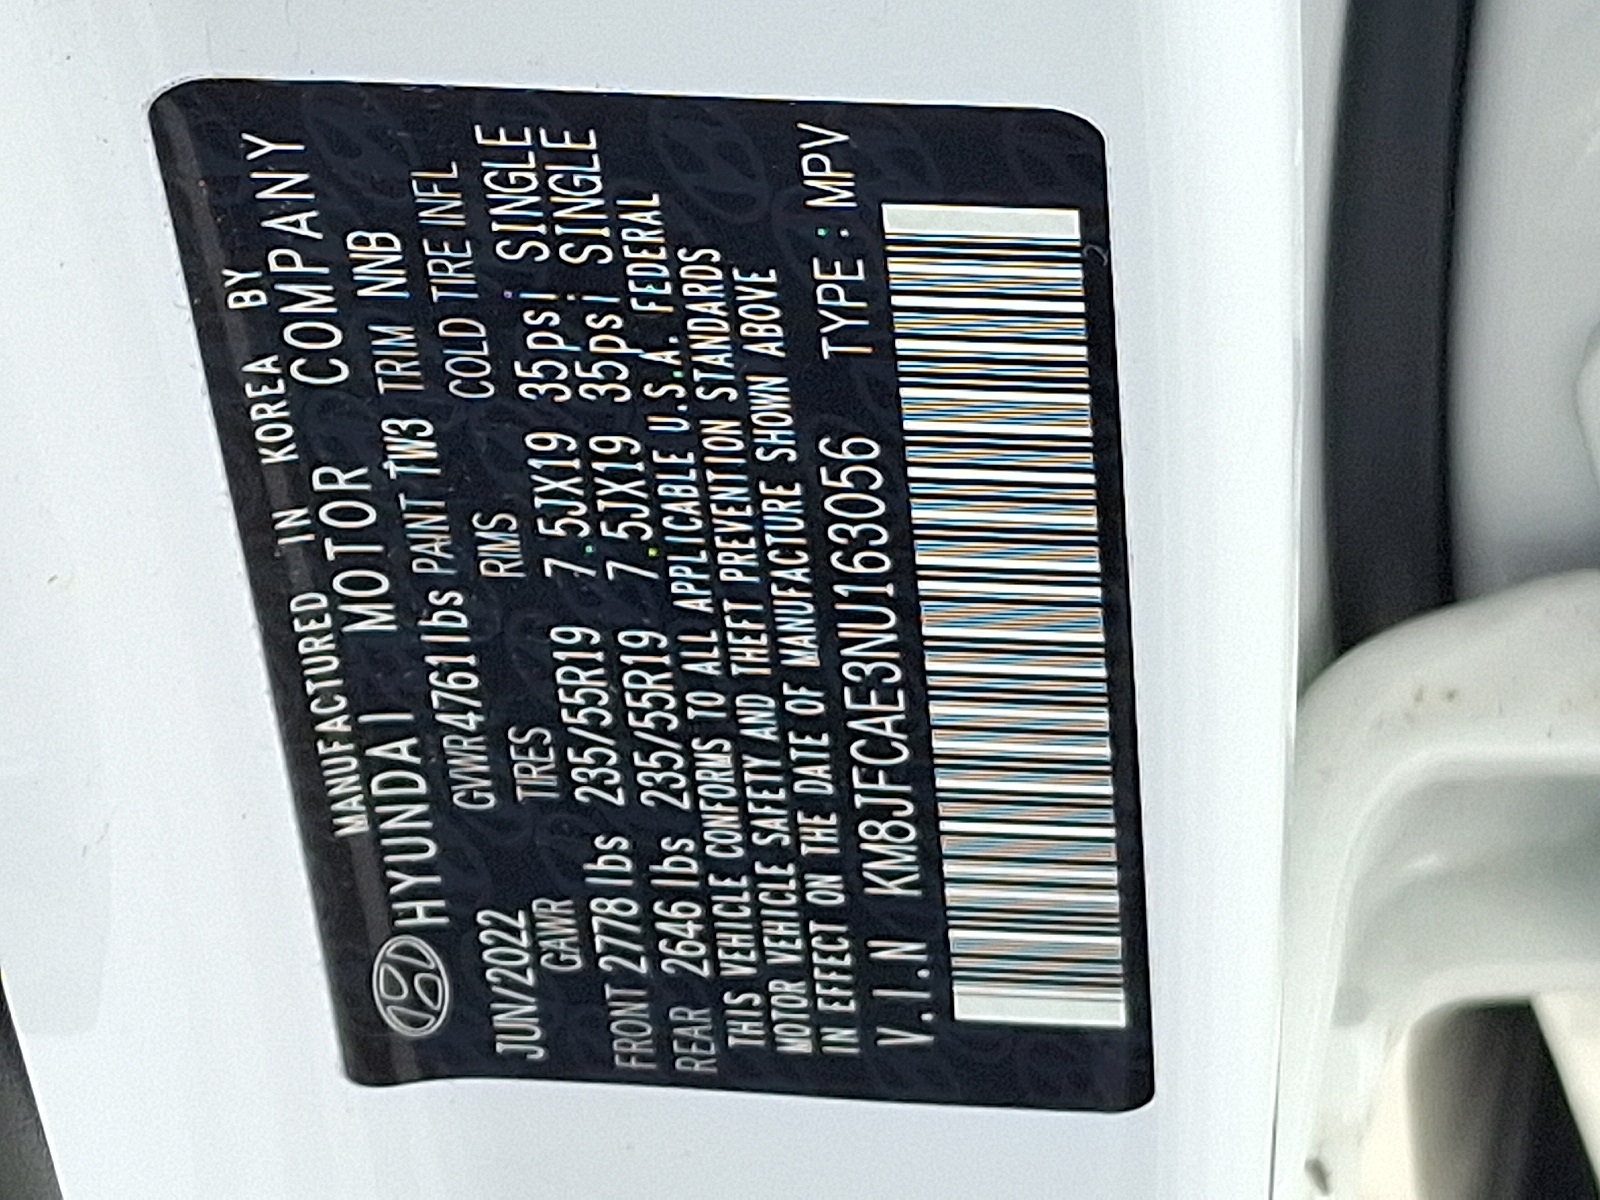 MANUFACTURED IN KOREA BY
HYUNDAI MOTOR COMPANY
GVWR 4761lbs PAINT TW3 TRIM NNB
JUN/2022
GAWR TIRES RIMS COLD TIRE INFL
FRONT 2778 lbs 235/55R19 7.5JX19 35psi SINGLE
REAR 2646 lbs 235/55R19 7.5JX19 35psi SINGLE
THIS VEHICLE CONFORMS TO ALL APPLICABLE U.S.A. FEDERAL
MOTOR VEHICLE SAFETY AND THEFT PREVENTION STANDARDS
IN EFFECT ON THE DATE OF MANUFACTURE SHOWN ABOVE
V.I.N KM8JFCAE3NU163056 TYPE : MPV